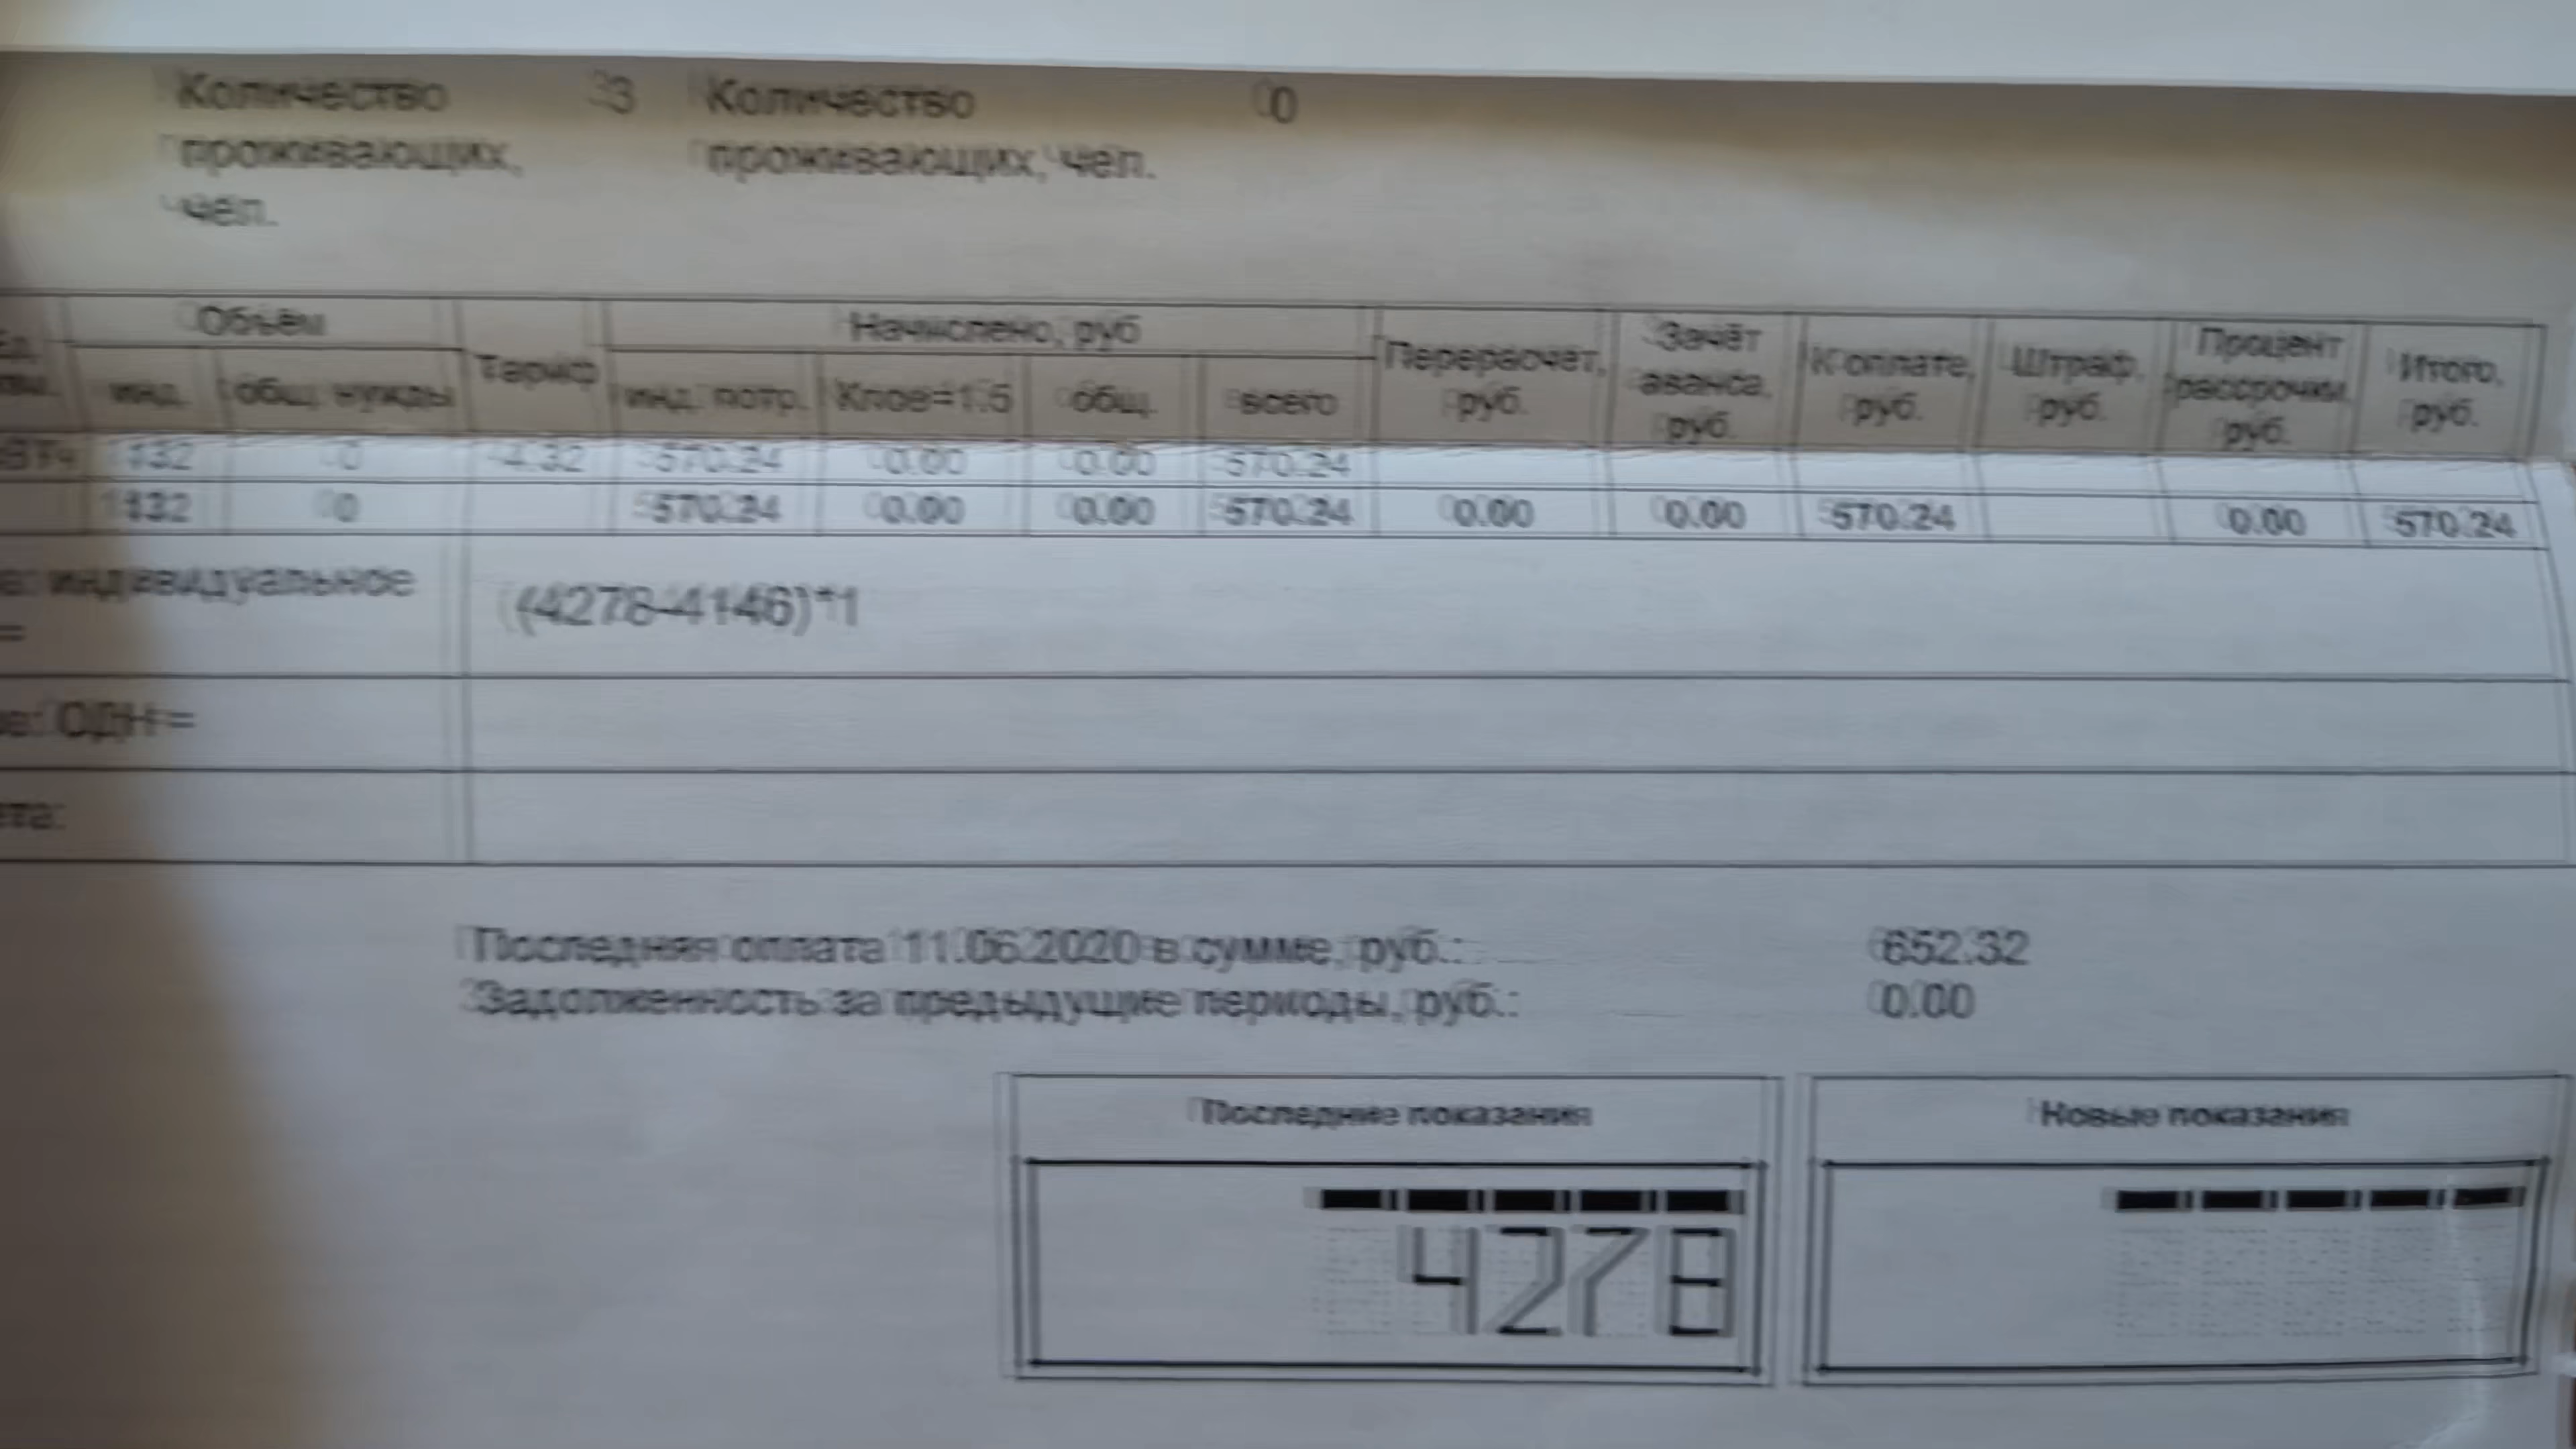 Количество 3 Количество 0
проживающих, проживающих, чел.
чел.
Объём Тариф Начислено, руб Перерасчёт, руб. Зачёт аванса, руб. К оплате, руб. Штраф, руб. Процент рассрочки, руб. Итого, руб.
инд. общ. нужды инд. потр. Кпов=1.5 общ. всего
132 0 4.32 570.24 0.00 0.00 570.24
132 0 570.24 0.00 0.00 570.24 0.00 0.00 570.24 0.00 570.24
индивидуальное (4278-4146)*1
=
ОДН =
Последняя оплата 11.06.2020 в сумме, руб.: 652.32
Задолженность за предыдущие периоды, руб.: 0.00
Последние показания Новые показания
4278